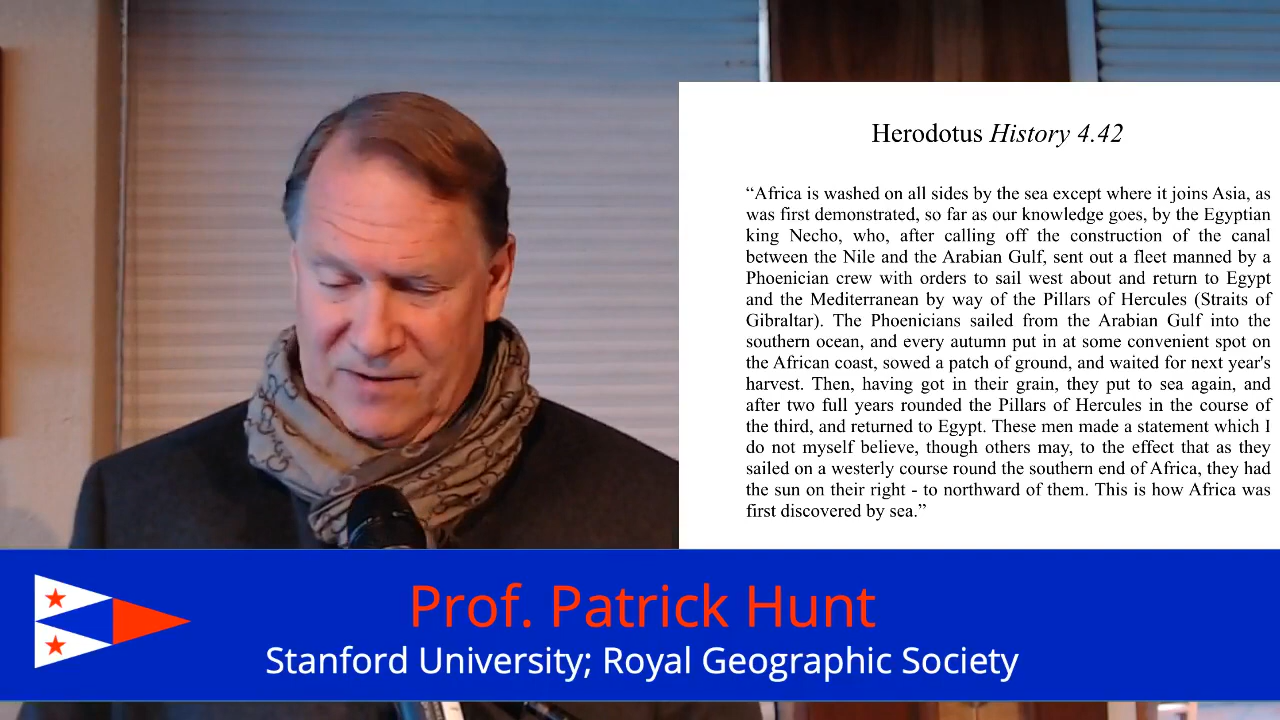 Herodotus History 4.42
“Africa is washed on all sides by the sea except where it joins Asia, as
was first demonstrated, so far as our knowledge goes, by the Egyptian
king Necho, who, after calling off the construction of the canal
between the Nile and the Arabian Gulf, sent out a fleet manned by a
Phoenician crew with orders to sail west about and return to Egypt
and the Mediterranean by way of the Pillars of Hercules (Straits of
Gibraltar). The Phoenicians sailed from the Arabian Gulf into the
southern ocean, and every autumn put in at some convenient spot on
the African coast, sowed a patch of ground, and waited for next year's
harvest. Then, having got in their grain, they put to sea again, and
after two full years rounded the Pillars of Hercules in the course of
the third, and returned to Egypt. These men made a statement which I
do not myself believe, though others may, to the effect that as they
sailed on a westerly course round the southern end of Africa, they had
the sun on their right - to northward of them. This is how Africa was
first discovered by sea.”
Prof. Patrick Hunt
Stanford University; Royal Geographic Society